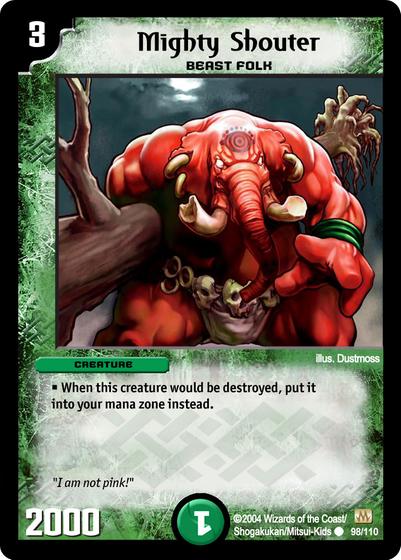 3
Mighty Shouter
BEAST FOLK
illus. Dustmoss
CREATURE
▪ When this creature would be destroyed, put it
into your mana zone instead.
"I am not pink!"
2000
1
©2004 Wizards of the Coast/
Shogakukan/Mitsui-Kids ● 98/110